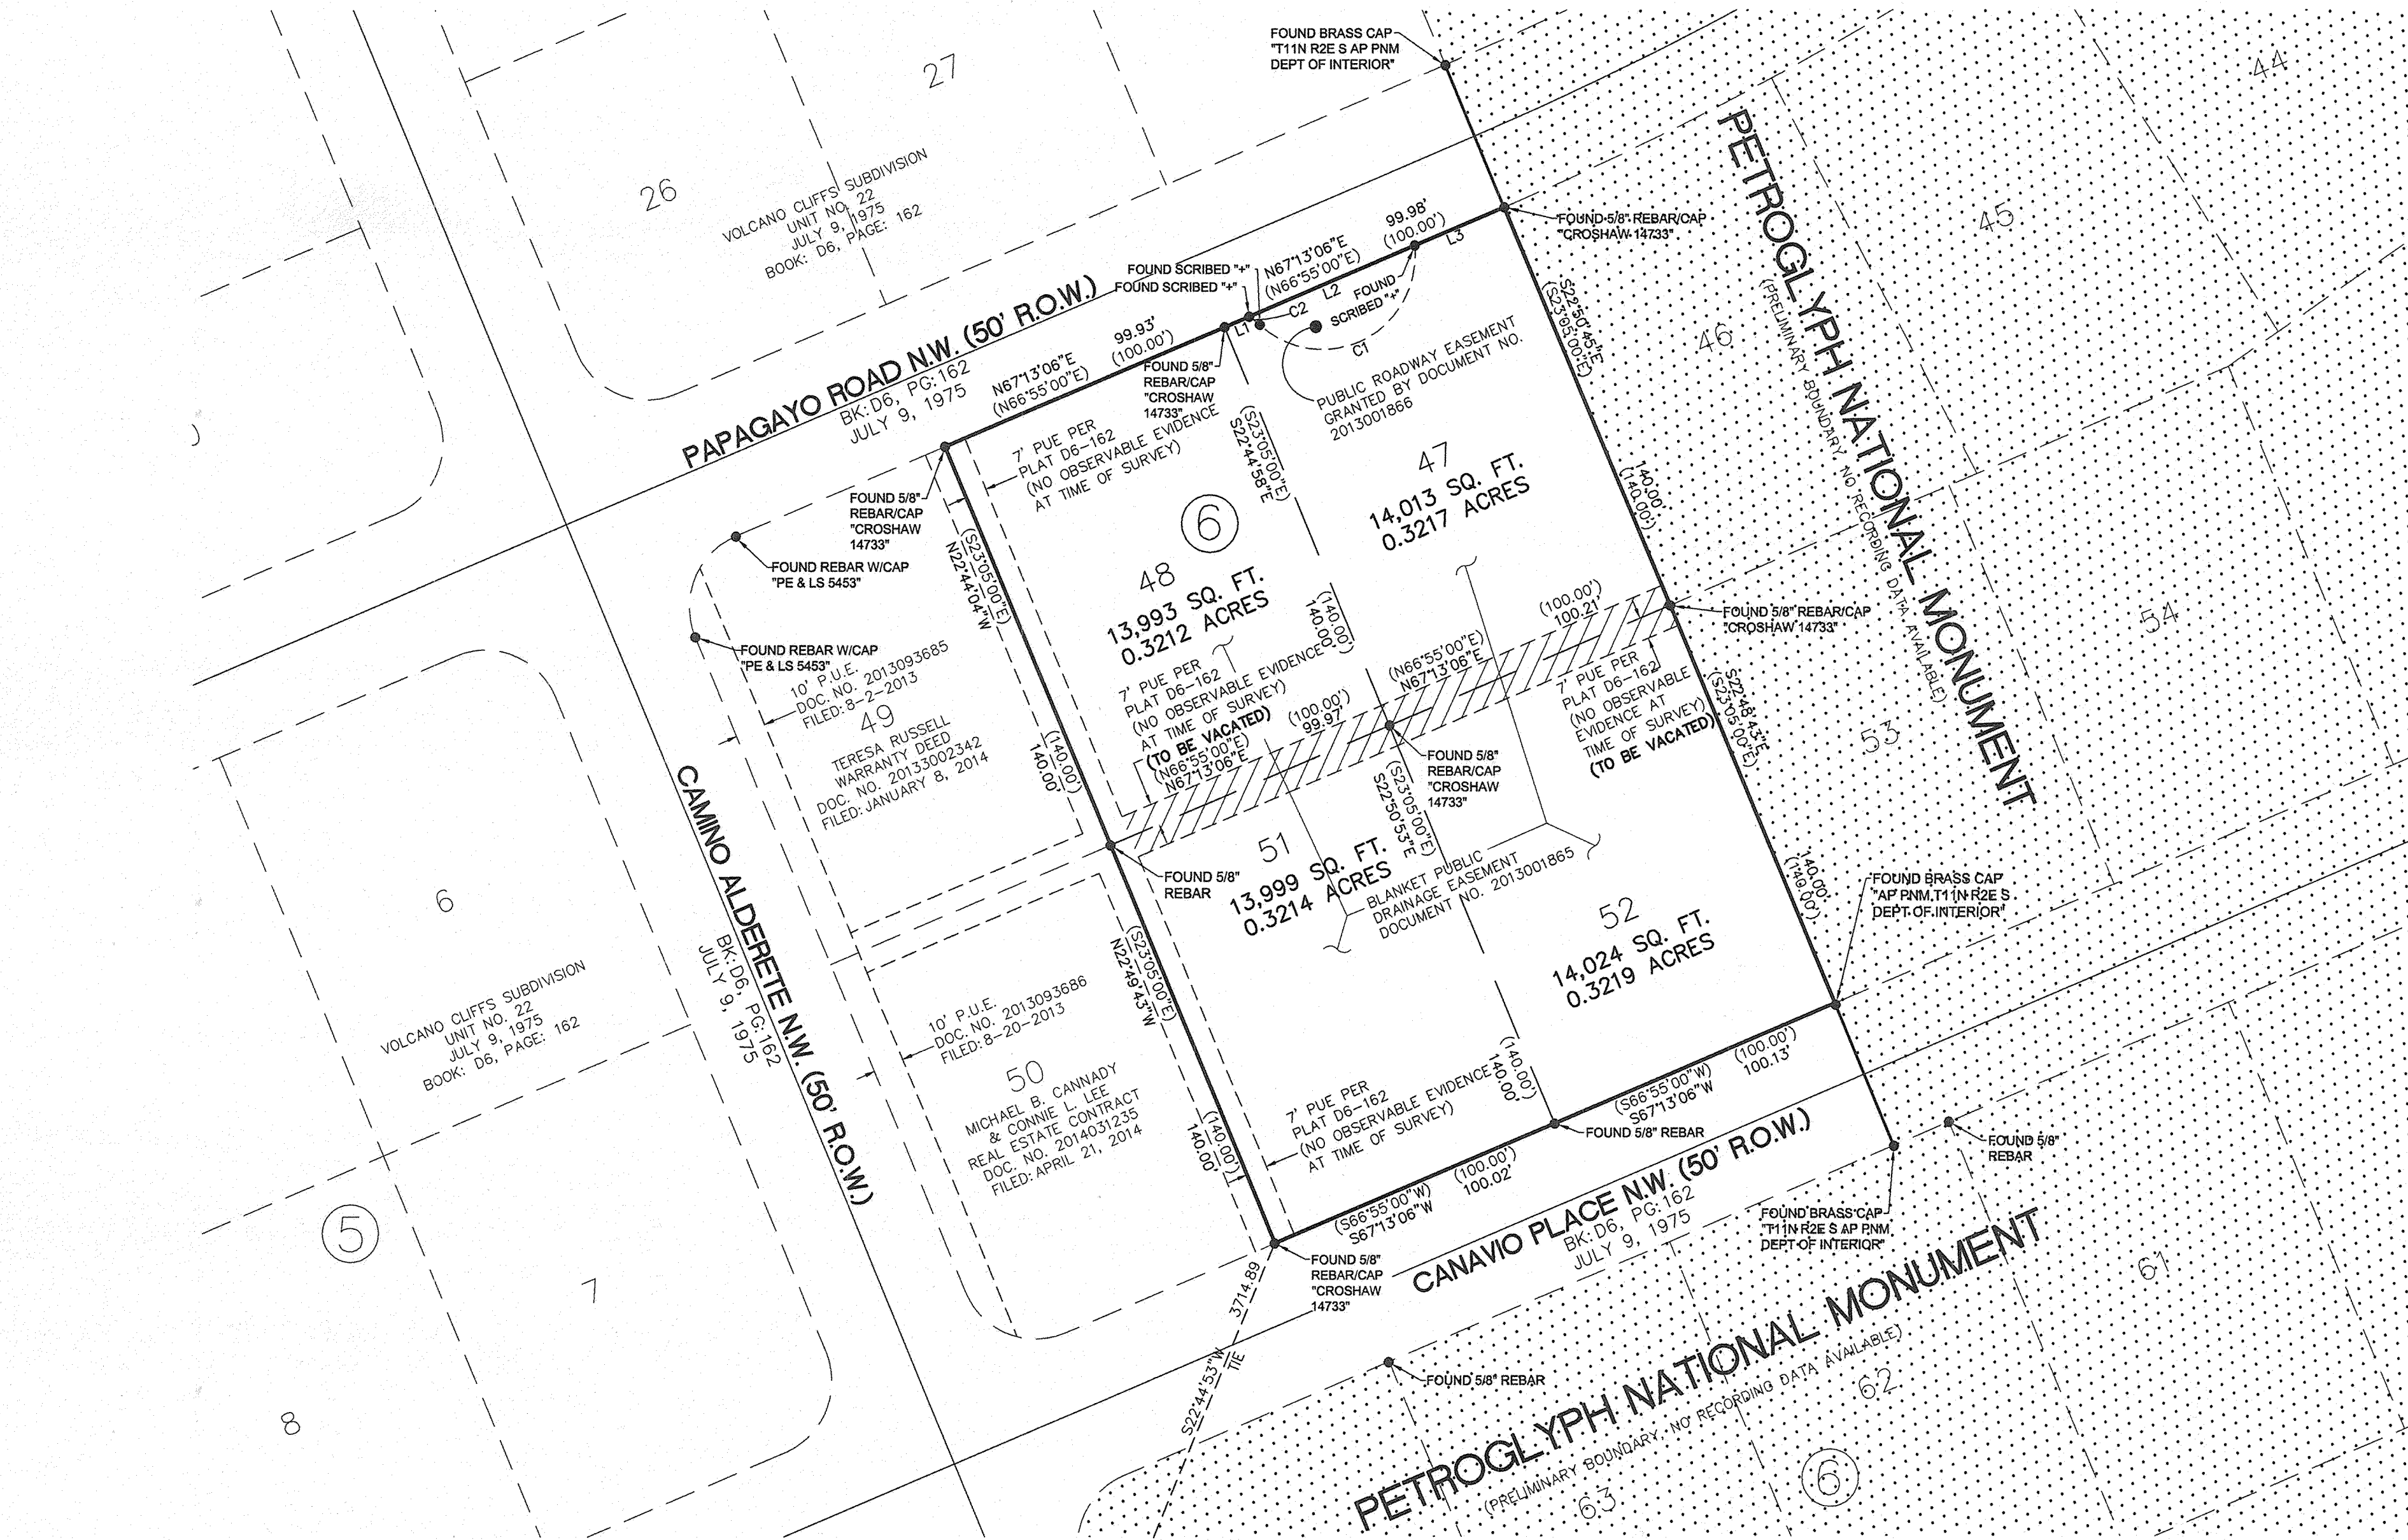 FOUND BRASS CAP
"T11N R2E S AP PNM
DEPT OF INTERIOR"
27
44
26
VOLCANO CLIFFS SUBDIVISION
UNIT NO. 22
JULY 9, 1975
BOOK: D6, PAGE: 162
PETROGLYPH NATIONAL MONUMENT
(PRELIMINARY BOUNDARY, NO RECORDING DATA AVAILABLE)
45
46
54
53
FOUND 5/8" REBAR/CAP
"CROSHAW 14733"
99.98'
(100.00')
L3
N67°13'06"E
(N66°55'00"E)
L2
FOUND SCRIBED "+"
FOUND SCRIBED "+"
FOUND
SCRIBED "+"
C2
L1
C1
PAPAGAYO ROAD N.W. (50' R.O.W.)
BK: D6, PG:162
JULY 9, 1975
99.93'
(100.00')
N67°13'06"E
(N66°55'00"E)
FOUND 5/8"
REBAR/CAP
"CROSHAW
14733"
PUBLIC ROADWAY EASEMENT
GRANTED BY DOCUMENT NO.
2013001866
S22°50'45"E
(S23°05'00"E)
140.00'
(140.00')
7' PUE PER
PLAT D6-162
(NO OBSERVABLE EVIDENCE
AT TIME OF SURVEY)
(S23°05'00"E)
S22°44'58"E
47
14,013 SQ. FT.
0.3217 ACRES
6
FOUND 5/8"
REBAR/CAP
"CROSHAW
14733"
(S23°05'00"E)
N22°44'04"W
48
13,993 SQ. FT.
0.3212 ACRES
FOUND REBAR W/CAP
"PE & LS 5453"
FOUND REBAR W/CAP
"PE & LS 5453"
10' P.U.E.
DOC. NO. 2013093685
FILED: 8-2-2013
49
TERESA RUSSELL
WARRANTY DEED
DOC. NO. 20133002342
FILED: JANUARY 8, 2014
(140.00')
140.00'
(140.00')
140.00'
7' PUE PER
PLAT D6-162
(NO OBSERVABLE EVIDENCE
AT TIME OF SURVEY)
(TO BE VACATED)
(N66°55'00"E)
N67°13'06"E
(100.00')
99.97'
(N66°55'00"E)
N67°13'06"E
(100.00')
100.21'
FOUND 5/8" REBAR/CAP
"CROSHAW 14733"
7' PUE PER
PLAT D6-162
(NO OBSERVABLE
EVIDENCE AT
TIME OF SURVEY)
(TO BE VACATED)
S22°48'43"E
(S23°05'00"E)
FOUND 5/8"
REBAR/CAP
"CROSHAW
14733"
(S23°05'00"E)
S22°50'53"E
FOUND 5/8"
REBAR
51
13,999 SQ. FT.
0.3214 ACRES
BLANKET PUBLIC
DRAINAGE EASEMENT
DOCUMENT NO. 2013001865
52
14,024 SQ. FT.
0.3219 ACRES
140.00'
(140.00')
FOUND BRASS CAP
"AP PNM T11N R2E S
DEPT OF INTERIOR"
CAMINO ALDERETE N.W. (50' R.O.W.)
BK: D6, PG:162
JULY 9, 1975
6
VOLCANO CLIFFS SUBDIVISION
UNIT NO. 22
JULY 9, 1975
BOOK: D6, PAGE: 162
(S23°05'00"E)
N22°49'43"W
10' P.U.E.
DOC. NO. 2013093686
FILED: 8-20-2013
50
MICHAEL B. CANNADY
& CONNIE L. LEE
REAL ESTATE CONTRACT
DOC. NO. 2014031235
FILED: APRIL 21, 2014
(140.00')
140.00'
7' PUE PER
PLAT D6-162
(NO OBSERVABLE EVIDENCE
AT TIME OF SURVEY)
(140.00')
140.00'
(S66°55'00"W)
S67°13'06"W
(100.00')
100.13'
FOUND 5/8" REBAR
(S66°55'00"W)
S67°13'06"W
(100.00')
100.02'
CANAVIO PLACE N.W. (50' R.O.W.)
BK: D6, PG:162
JULY 9, 1975
FOUND 5/8"
REBAR
FOUND BRASS CAP
"T11N R2E S AP PNM
DEPT OF INTERIOR"
FOUND 5/8"
REBAR/CAP
"CROSHAW
14733"
3714.89
S22°44'53"W
TIE
FOUND 5/8" REBAR
5
7
8
PETROGLYPH NATIONAL MONUMENT
(PRELIMINARY BOUNDARY, NO RECORDING DATA AVAILABLE)
61
62
63
6